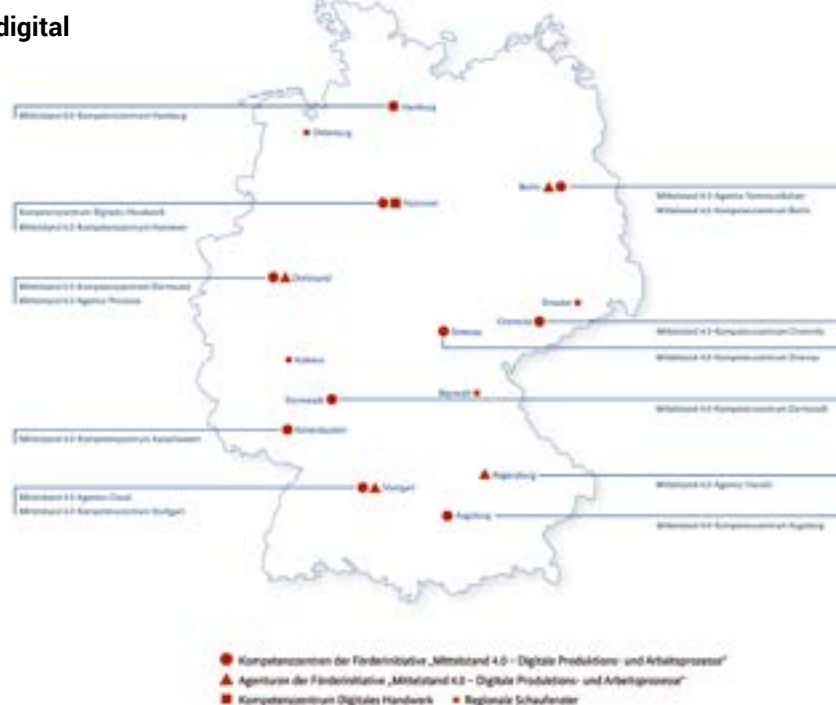 digital
Mittelstand 4.0-Kompetenzzentrum Hamburg
Hamburg
Oldenburg
Berlin
Mittelstand 4.0-Agentur Kommunikation
Mittelstand 4.0-Kompetenzzentrum Berlin
Kompetenzzentrum Digitales Handwerk
Mittelstand 4.0-Kompetenzzentrum Hannover
Hannover
Mittelstand 4.0-Kompetenzzentrum Dortmund
Mittelstand 4.0-Agentur Prozesse
Dortmund
Dresden
Chemnitz
Mittelstand 4.0-Kompetenzzentrum Chemnitz
Ilmenau
Mittelstand 4.0-Kompetenzzentrum Ilmenau
Koblenz
Bayreuth
Darmstadt
Mittelstand 4.0-Kompetenzzentrum Darmstadt
Mittelstand 4.0-Kompetenzzentrum Kaiserslautern
Kaiserslautern
Regensburg
Mittelstand 4.0-Agentur Handel
Mittelstand 4.0-Agentur Cloud
Mittelstand 4.0-Kompetenzzentrum Stuttgart
Stuttgart
Augsburg
Mittelstand 4.0-Kompetenzzentrum Augsburg
Kompetenzzentren der Förderinitiative „Mittelstand 4.0 – Digitale Produktions- und Arbeitsprozesse“
Agenturen der Förderinitiative „Mittelstand 4.0 – Digitale Produktions- und Arbeitsprozesse“
Kompetenzzentrum Digitales Handwerk
Regionale Schaufenster